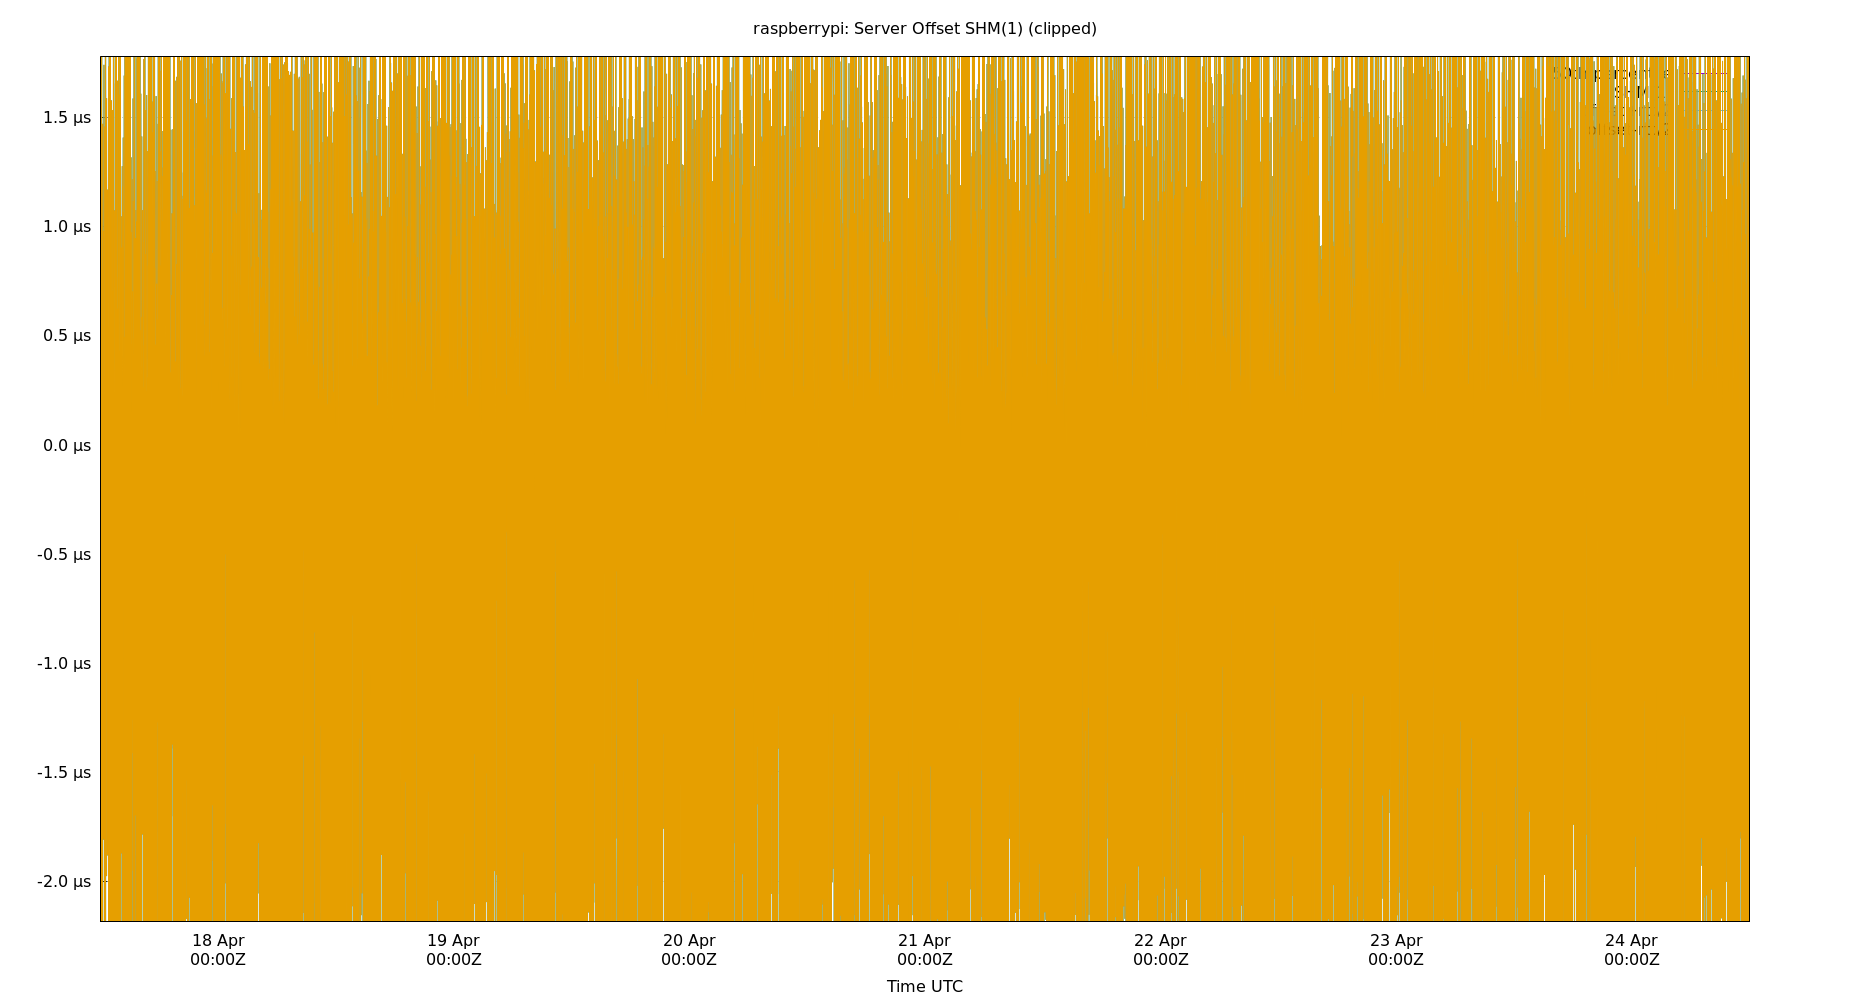 raspberrypi: Server Offset SHM(1) (clipped)
1.5 µs
1.0 µs
0.5 µs
0.0 µs
-0.5 µs
-1.0 µs
-1.5 µs
-2.0 µs
18 Apr
00:00Z
19 Apr
00:00Z
20 Apr
00:00Z
21 Apr
00:00Z
22 Apr
00:00Z
23 Apr
00:00Z
24 Apr
00:00Z
Time UTC